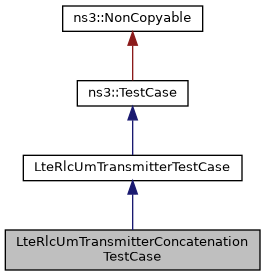 ns3::NonCopyable
ns3::TestCase
LteRlcUmTransmitterTestCase
LteRlcUmTransmitterConcatenation
TestCase